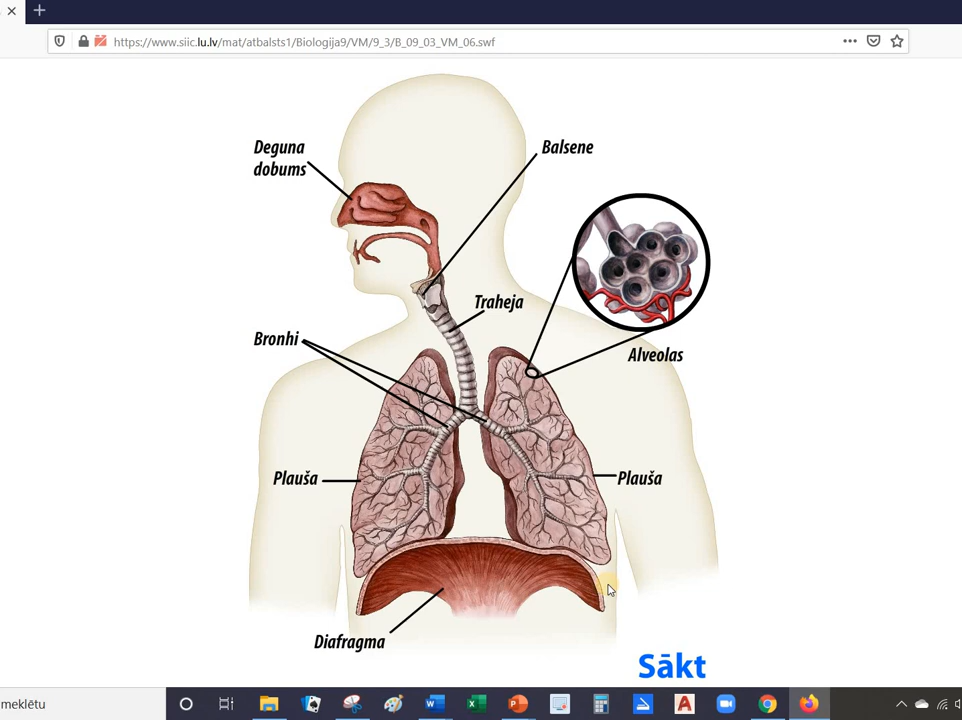 https://www.siic.lu.lv/mat/atbalsts1/Biologija9/VM/9_3/B_09_03_VM_06.swf
Deguna
dobums
Balsene
Traheja
Bronhi
Alveolas
Plauša
Plauša
Diafragma
Sākt
meklētu